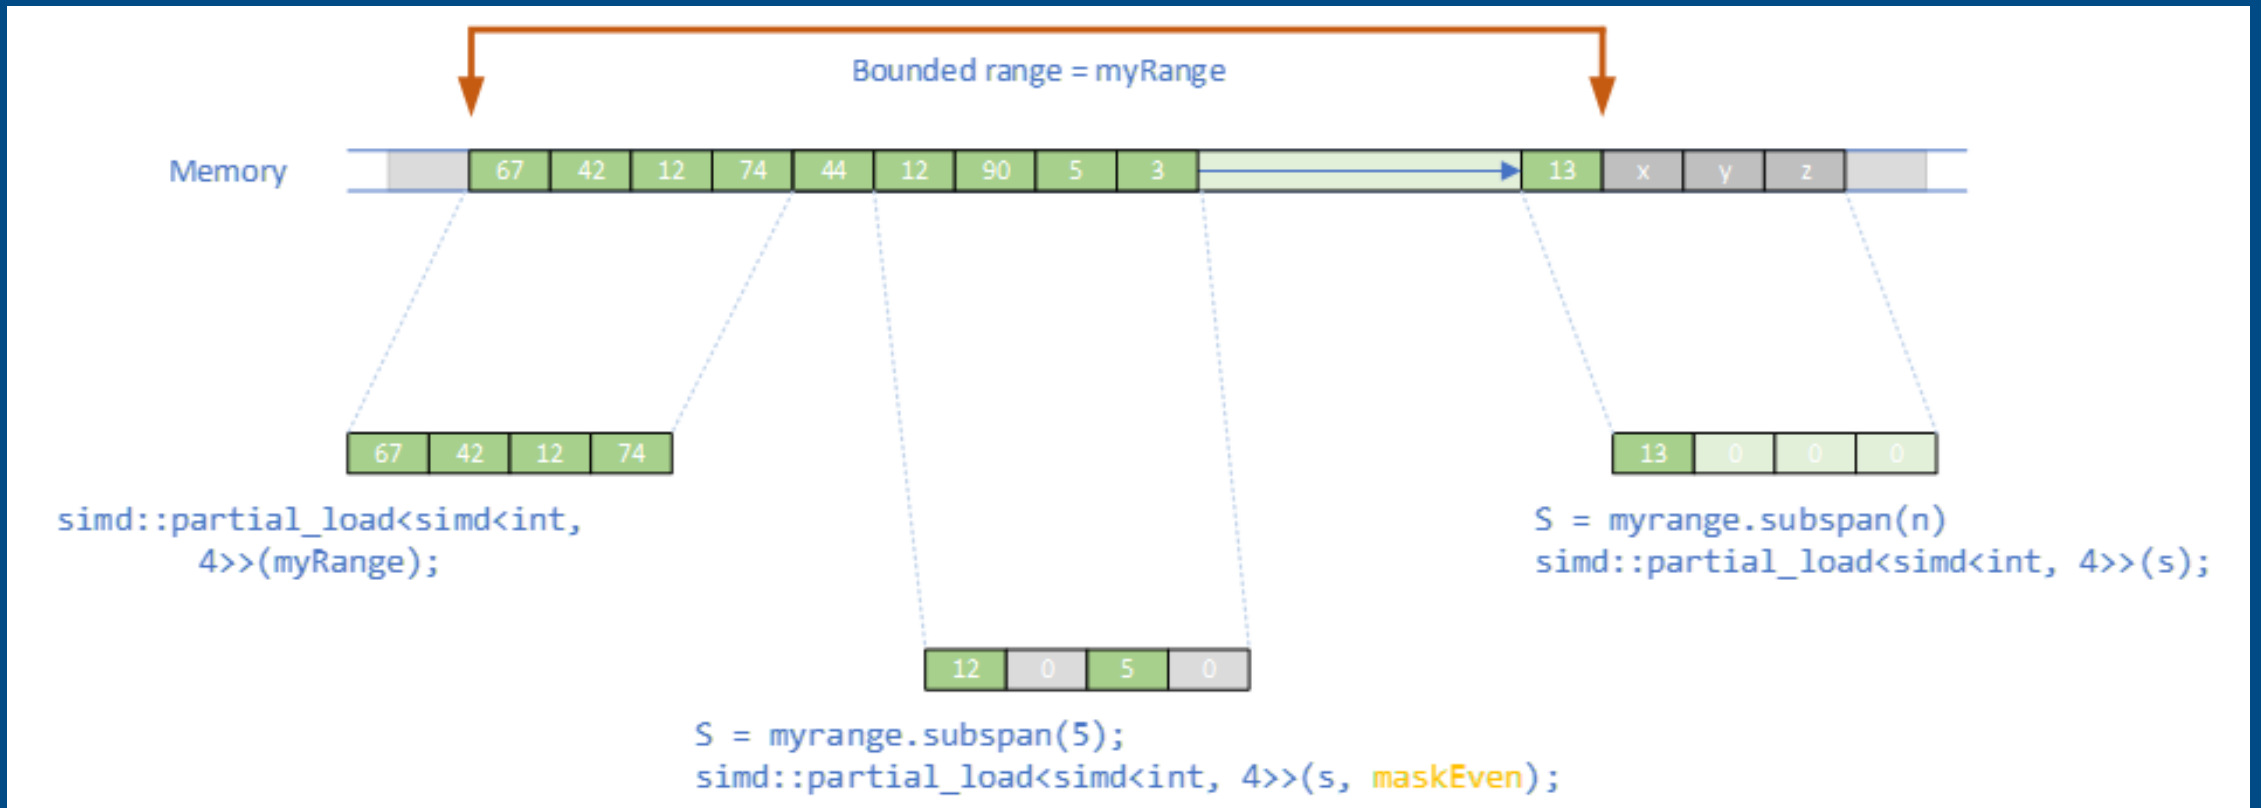 Bounded range = myRange
Memory
67 42 12 74 44 12 90 5 3 13 x y z
67 42 12 74
13 0 0 0
simd::partial_load<simd<int,
4>>(myRange);
S = myrange.subspan(n)
simd::partial_load<simd<int, 4>>(s);
12 0 5 0
S = myrange.subspan(5);
simd::partial_load<simd<int, 4>>(s, maskEven);